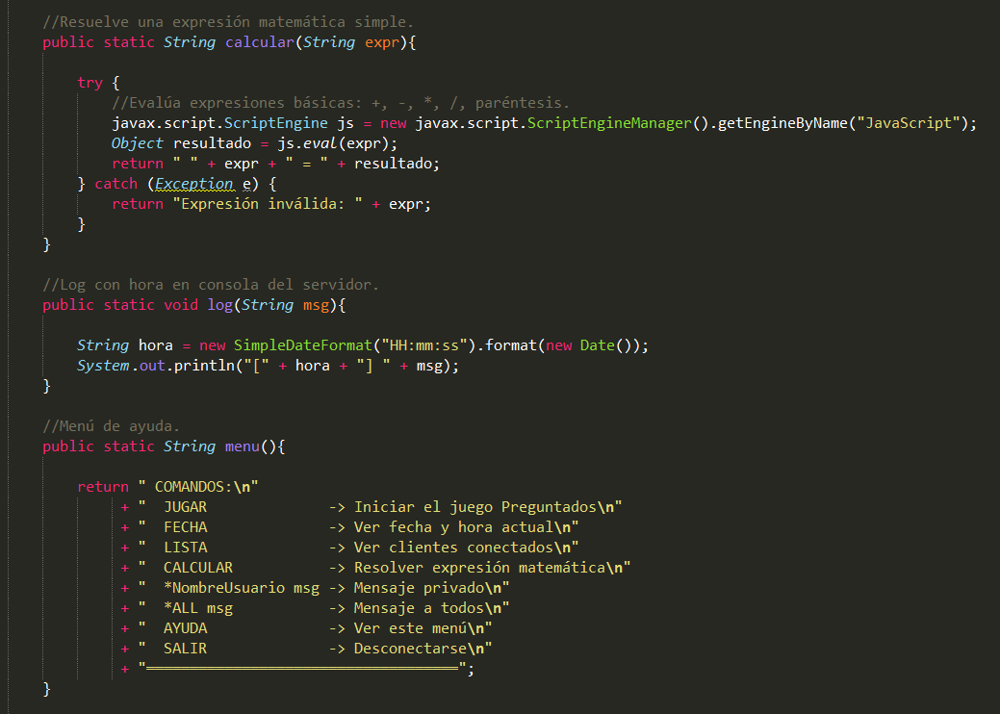 //Resuelve una expresión matemática simple.
public static String calcular(String expr){
try {
//Evalúa expresiones básicas: +, -, *, /, paréntesis.
javax.script.ScriptEngine js = new javax.script.ScriptEngineManager().getEngineByName("JavaScript");
Object resultado = js.eval(expr);
return " " + expr + " = " + resultado;
} catch (Exception e) {
return "Expresión inválida: " + expr;
}
}
//Log con hora en consola del servidor.
public static void log(String msg){
String hora = new SimpleDateFormat("HH:mm:ss").format(new Date());
System.out.println("[" + hora + "] " + msg);
}
//Menú de ayuda.
public static String menu(){
return " COMANDOS:\n"
+ "  JUGAR              -> Iniciar el juego Preguntados\n"
+ "  FECHA              -> Ver fecha y hora actual\n"
+ "  LISTA              -> Ver clientes conectados\n"
+ "  CALCULAR           -> Resolver expresión matemática\n"
+ "  *NombreUsuario msg -> Mensaje privado\n"
+ "  *ALL msg           -> Mensaje a todos\n"
+ "  AYUDA              -> Ver este menú\n"
+ "  SALIR              -> Desconectarse\n"
+ "════════════════════════════════════";
}